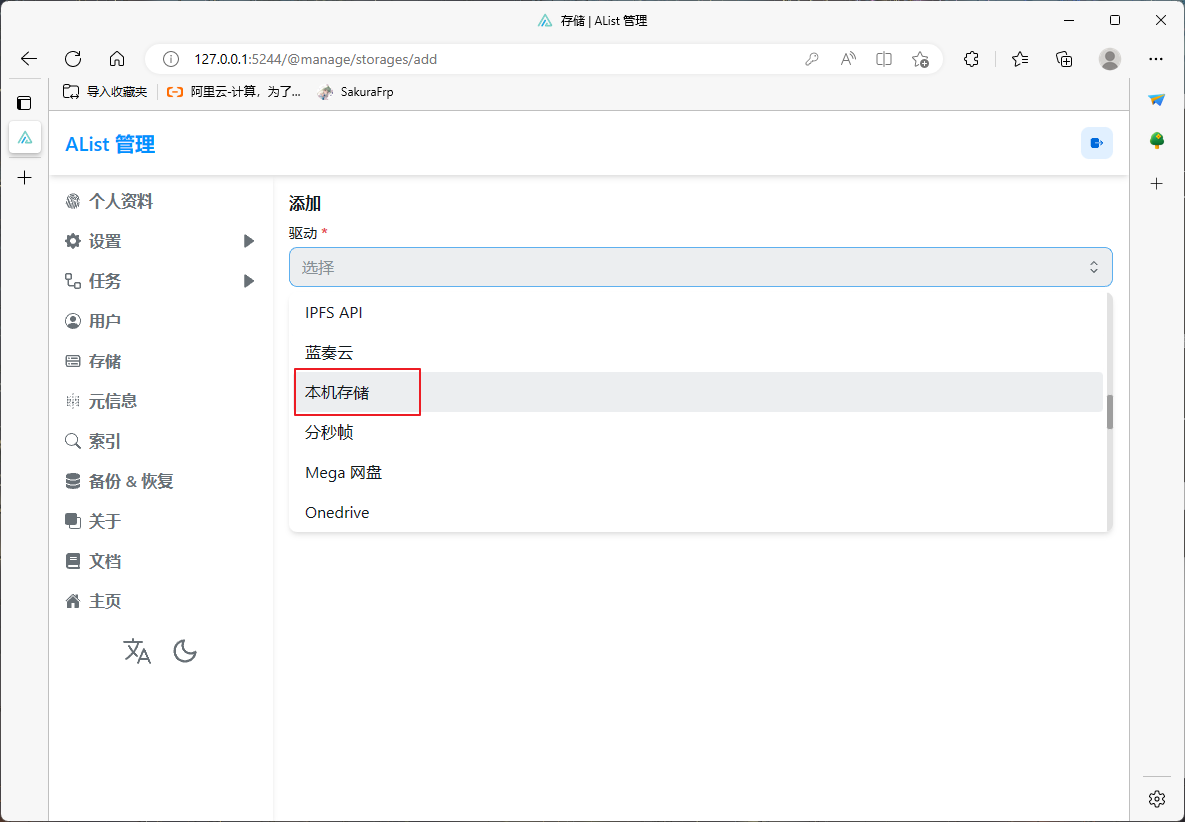 存储 | AList 管理
127.0.0.1:5244/@manage/storages/add
导入收藏夹
阿里云-计算，为了...
SakuraFrp
AList 管理
个人资料
设置
任务
用户
存储
元信息
索引
备份 & 恢复
关于
文档
主页
添加
驱动 *
选择
IPFS API
蓝奏云
本机存储
分秒帧
Mega 网盘
Onedrive